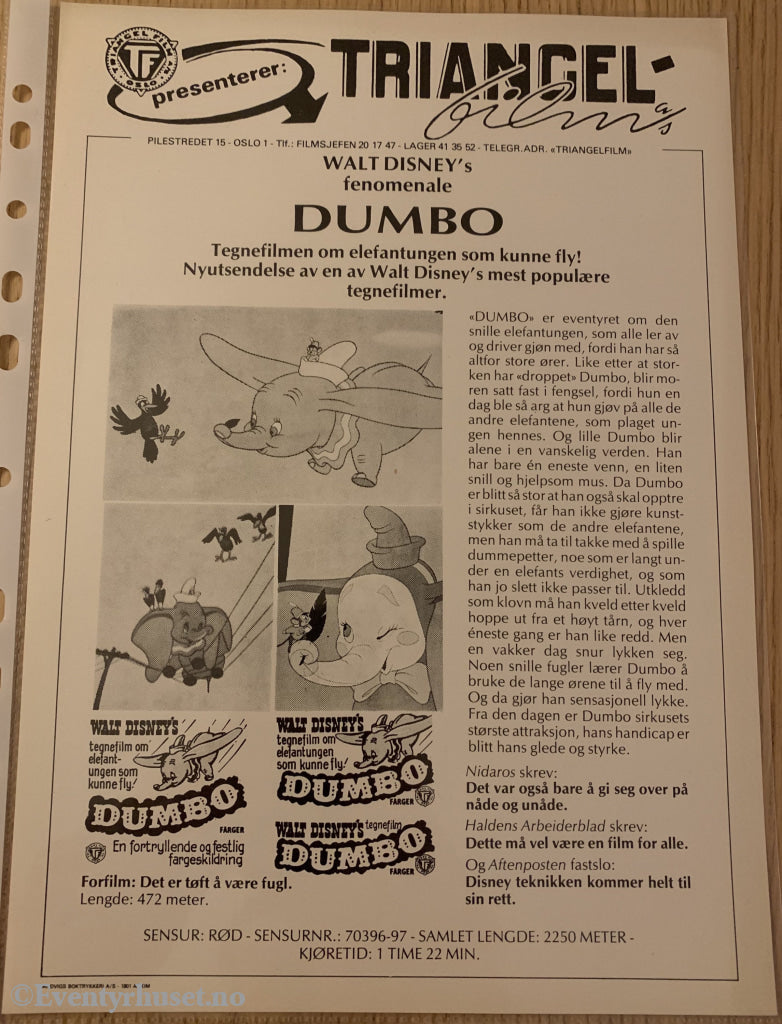 TRIANGEL FILM A/S
TF
OSLO
presenterer:
TRIANGEL-
film a/s
PILESTREDET 15 - OSLO 1 - Tlf.: FILMSJEFEN 20 17 47 - LAGER 41 35 52 - TELEGR.ADR. «TRIANGELFILM»
WALT DISNEY's
fenomenale
DUMBO
Tegnefilmen om elefantungen som kunne fly!
Nyutsendelse av en av Walt Disney's mest populære
tegnefilmer.
«DUMBO» er eventyret om den
snille elefantungen, som alle ler av
og driver gjøn med, fordi han har så
altfor store ører. Like etter at stor-
ken har «droppet» Dumbo, blir mo-
ren satt fast i fengsel, fordi hun en
dag ble så arg at hun gjøv på alle de
andre elefantene, som plaget un-
gen hennes. Og lille Dumbo blir
alene i en vanskelig verden. Han
har bare én eneste venn, en liten
snill og hjelpsom mus. Da Dumbo
er blitt så stor at han også skal opptre
i sirkuset, får han ikke gjøre kunst-
stykker som de andre elefantene,
men han må ta til takke med å spille
dummepetter, noe som er langt un-
der en elefants verdighet, og som
han jo slett ikke passer til. Utkledd
som klovn må han kveld etter kveld
hoppe ut fra et høyt tårn, og hver
éneste gang er han like redd. Men
en vakker dag snur lykken seg.
Noen snille fugler lærer Dumbo å
bruke de lange ørene til å fly med.
Og da gjør han sensasjonell lykke.
Fra den dagen er Dumbo sirkusets
største attraksjon, hans handicap er
blitt hans glede og styrke.
Nidaros skrev:
Det var også bare å gi seg over på
nåde og unåde.
Haldens Arbeiderblad skrev:
Dette må vel være en film for alle.
Og Aftenposten fastslo:
Disney teknikken kommer helt til
sin rett.
WALT DISNEY'S
tegnefilm om
elefant-
ungen som
kunne fly!
DUMBO
FARGER
En fortryllende og festlig
fargeskildring
WALT DISNEY'S
tegnefilm om
elefantungen
som kunne fly!
DUMBO
FARGER
WALT DISNEY'S tegnefilm
DUMBO
FARGER
Forfilm: Det er tøft å være fugl.
Lengde: 472 meter.
SENSUR: RØD - SENSURNR.: 70396-97 - SAMLET LENGDE: 2250 METER -
KJØRETID: 1 TIME 22 MIN.
BOKTRYKKERI A/S - 1801
©Eventyrhuset.no